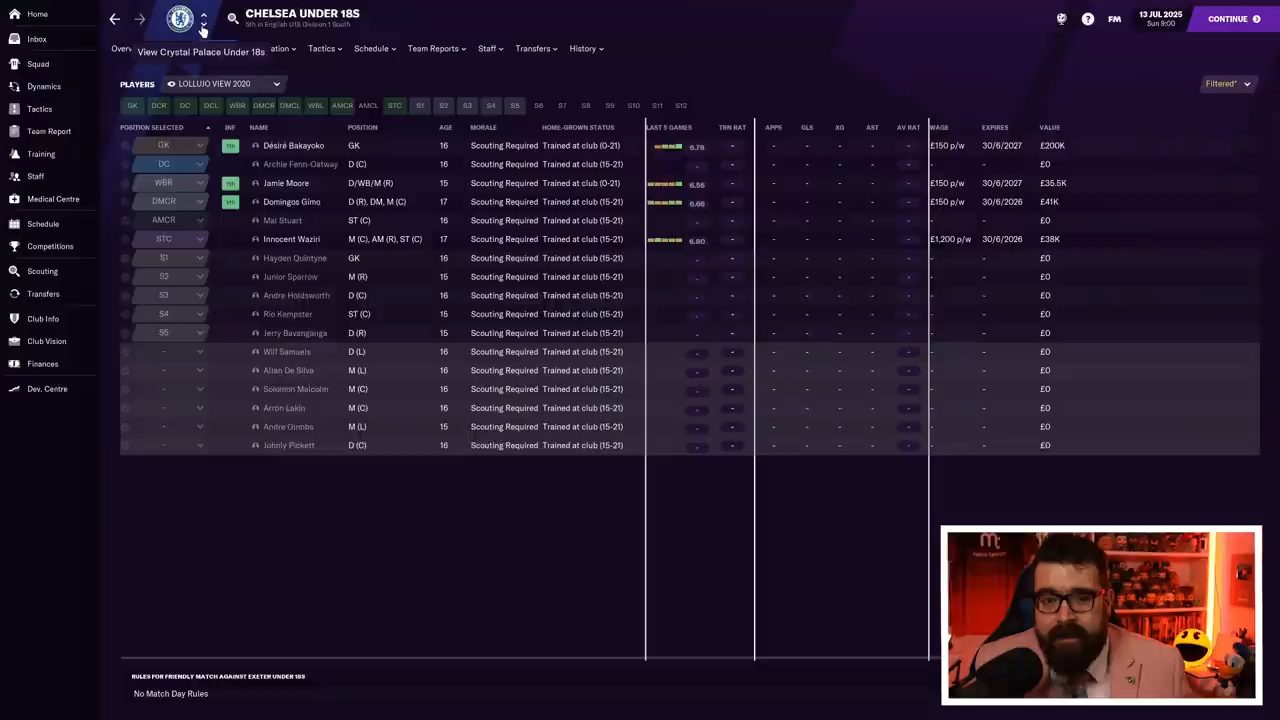 Home
CHELSEA UNDER 18S
5th in English U18 Division 1 South
FM
13 JUL 2025
Sun 9:00
CONTINUE
View Crystal Palace Under 18s
Tactics
Schedule
Team Reports
Staff
Transfers
History
Inbox
Squad
Dynamics
Tactics
Team Report
Training
Staff
Medical Centre
Schedule
Competitions
Scouting
Transfers
Club Info
Club Vision
Finances
Dev. Centre
PLAYERS LOLLUJO VIEW 2020 Filtered*
GK DCR DC DCL WBR DMCR DMCL WBL AMCR AMCL STC S1 S2 S3 S4 S5 S6 S7 S8 S9 S10 S11 S12
POSITION SELECTED INF NAME POSITION AGE MORALE HOME-GROWN STATUS LAST 5 GAMES TRN RAT APPS GLS XG AST AV RAT WAGE EXPIRES VALUE
GK Yth Désiré Bakayoko GK 16 Scouting Required Trained at club (0-21) 6.78 - - - - - - £150 p/w 30/6/2027 £200K
DC Archie Fenn-Oatway D (C) 16 Scouting Required Trained at club (15-21) - - - - - - - - - £0
WBR Yth Jamie Moore D/WB/M (R) 15 Scouting Required Trained at club (0-21) 6.56 - - - - - - £150 p/w 30/6/2027 £35.5K
DMCR Yth Domingos Gimo D (R), DM, M (C) 17 Scouting Required Trained at club (15-21) 6.66 - - - - - - £150 p/w 30/6/2026 £41K
AMCR Mal Stuart ST (C) 16 Scouting Required Trained at club (15-21) - - - - - - - - - £0
STC Innocent Waziri M (C), AM (R), ST (C) 17 Scouting Required Trained at club (15-21) 6.80 - - - - - - £1,200 p/w 30/6/2026 £38K
S1 Hayden Quintyne GK 16 Scouting Required Trained at club (15-21) - - - - - - - - - £0
S2 Junior Sparrow M (R) 15 Scouting Required Trained at club (15-21) - - - - - - - - - £0
S3 Andre Holdsworth D (C) 16 Scouting Required Trained at club (15-21) - - - - - - - - - £0
S4 Rio Kempster ST (C) 15 Scouting Required Trained at club (15-21) - - - - - - - - - £0
S5 Jerry Bavanganga D (R) 15 Scouting Required Trained at club (15-21) - - - - - - - - - £0
- Will Samuels D (L) 16 Scouting Required Trained at club (15-21) - - - - - - - - - £0
- Allan De Silva M (L) 16 Scouting Required Trained at club (15-21) - - - - - - - - - £0
- Solomon Malcolm M (C) 16 Scouting Required Trained at club (15-21) - - - - - - - - - £0
- Arron Lakin M (C) 16 Scouting Required Trained at club (15-21) - - - - - - - - - £0
- Andre Gumbs M (L) 15 Scouting Required Trained at club (15-21) - - - - - - - - - £0
- Johnly Pickett D (C) 16 Scouting Required Trained at club (15-21) - - - - - - - - - £0
RULES FOR FRIENDLY MATCH AGAINST EXETER UNDER 18S
No Match Day Rules